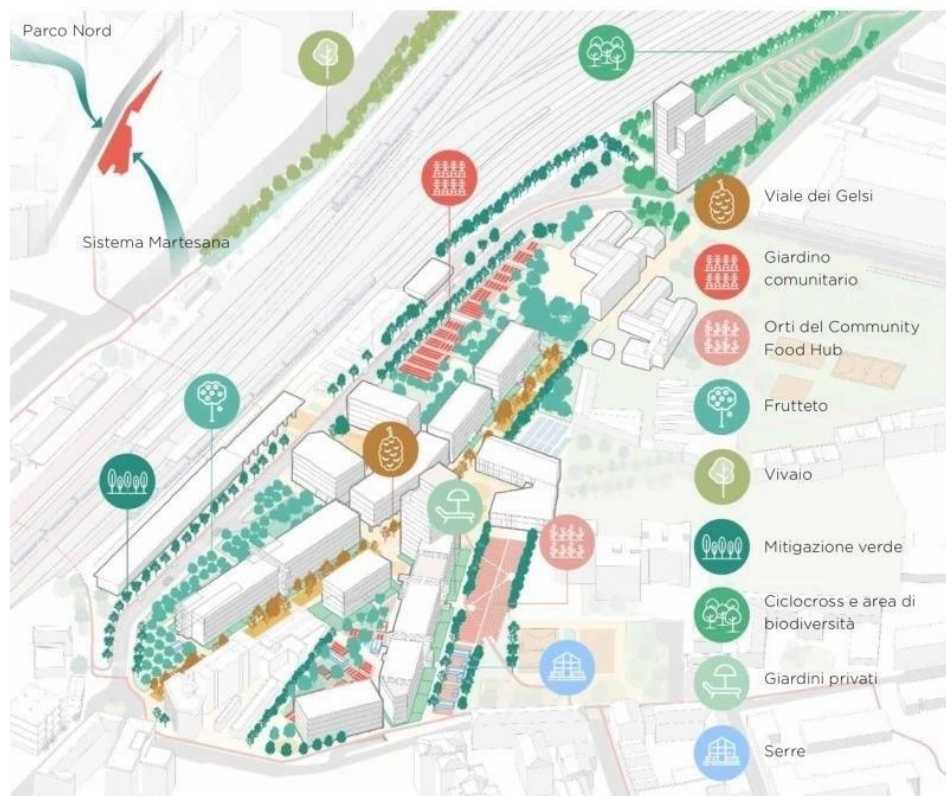 Parco Nord
Sistema Martesana
Viale dei Gelsi
Giardino
comunitario
Orti del Community
Food Hub
Frutteto
Vivaio
Mitigazione verde
Ciclocross e area di
biodiversità
Giardini privati
Serre